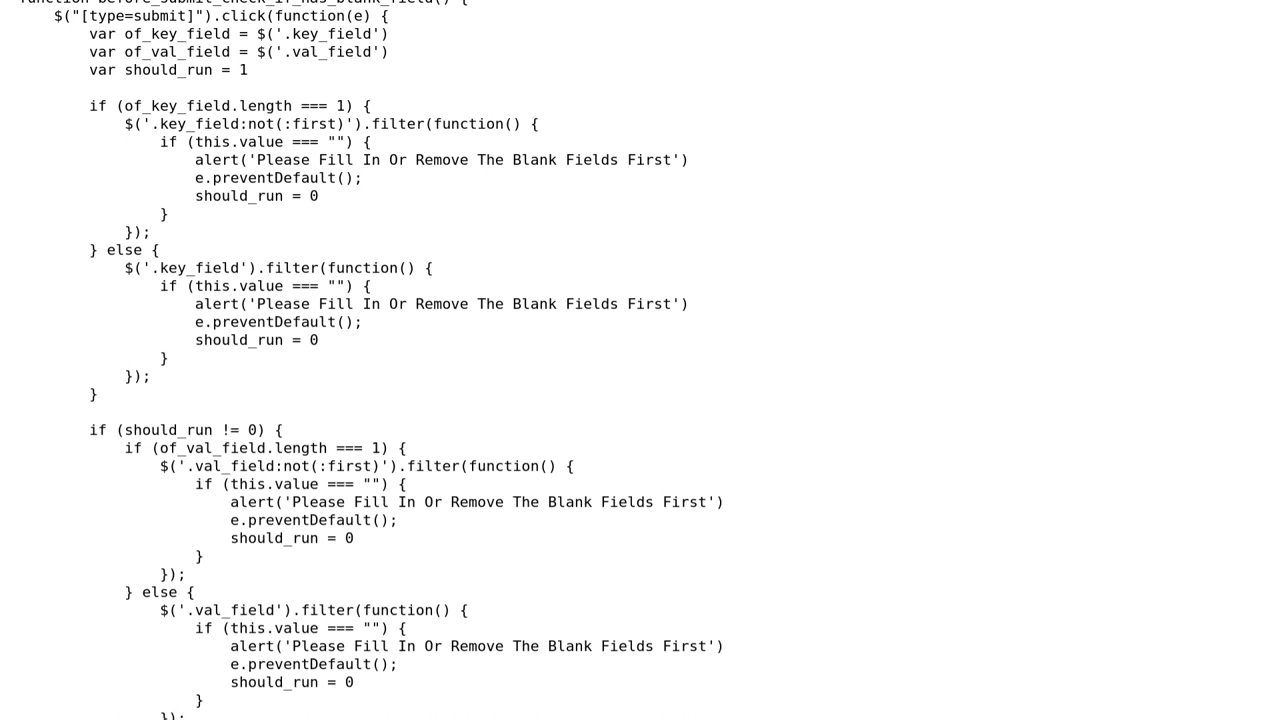 function before_submit_check_if_has_blank_field() {
    $("[type=submit]").click(function(e) {
        var of_key_field = $('.key_field')
        var of_val_field = $('.val_field')
        var should_run = 1

        if (of_key_field.length === 1) {
            $('.key_field:not(:first)').filter(function() {
                if (this.value === "") {
                    alert('Please Fill In Or Remove The Blank Fields First')
                    e.preventDefault();
                    should_run = 0
                }
            });
        } else {
            $('.key_field').filter(function() {
                if (this.value === "") {
                    alert('Please Fill In Or Remove The Blank Fields First')
                    e.preventDefault();
                    should_run = 0
                }
            });
        }

        if (should_run != 0) {
            if (of_val_field.length === 1) {
                $('.val_field:not(:first)').filter(function() {
                    if (this.value === "") {
                        alert('Please Fill In Or Remove The Blank Fields First')
                        e.preventDefault();
                        should_run = 0
                    }
                });
            } else {
                $('.val_field').filter(function() {
                    if (this.value === "") {
                        alert('Please Fill In Or Remove The Blank Fields First')
                        e.preventDefault();
                        should_run = 0
                    }
                });